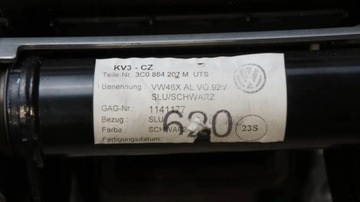 KV3 - CZ
Teile-Nr. 3C0 864 207 M UTS
Benennung : VW46X AL VG.92V
SLU/SCHWARZ
GAG-Nr.: 1141177
Bezug : SLU/
Farbe : SCHWARZ
620
23S
Fertigungsdatum: